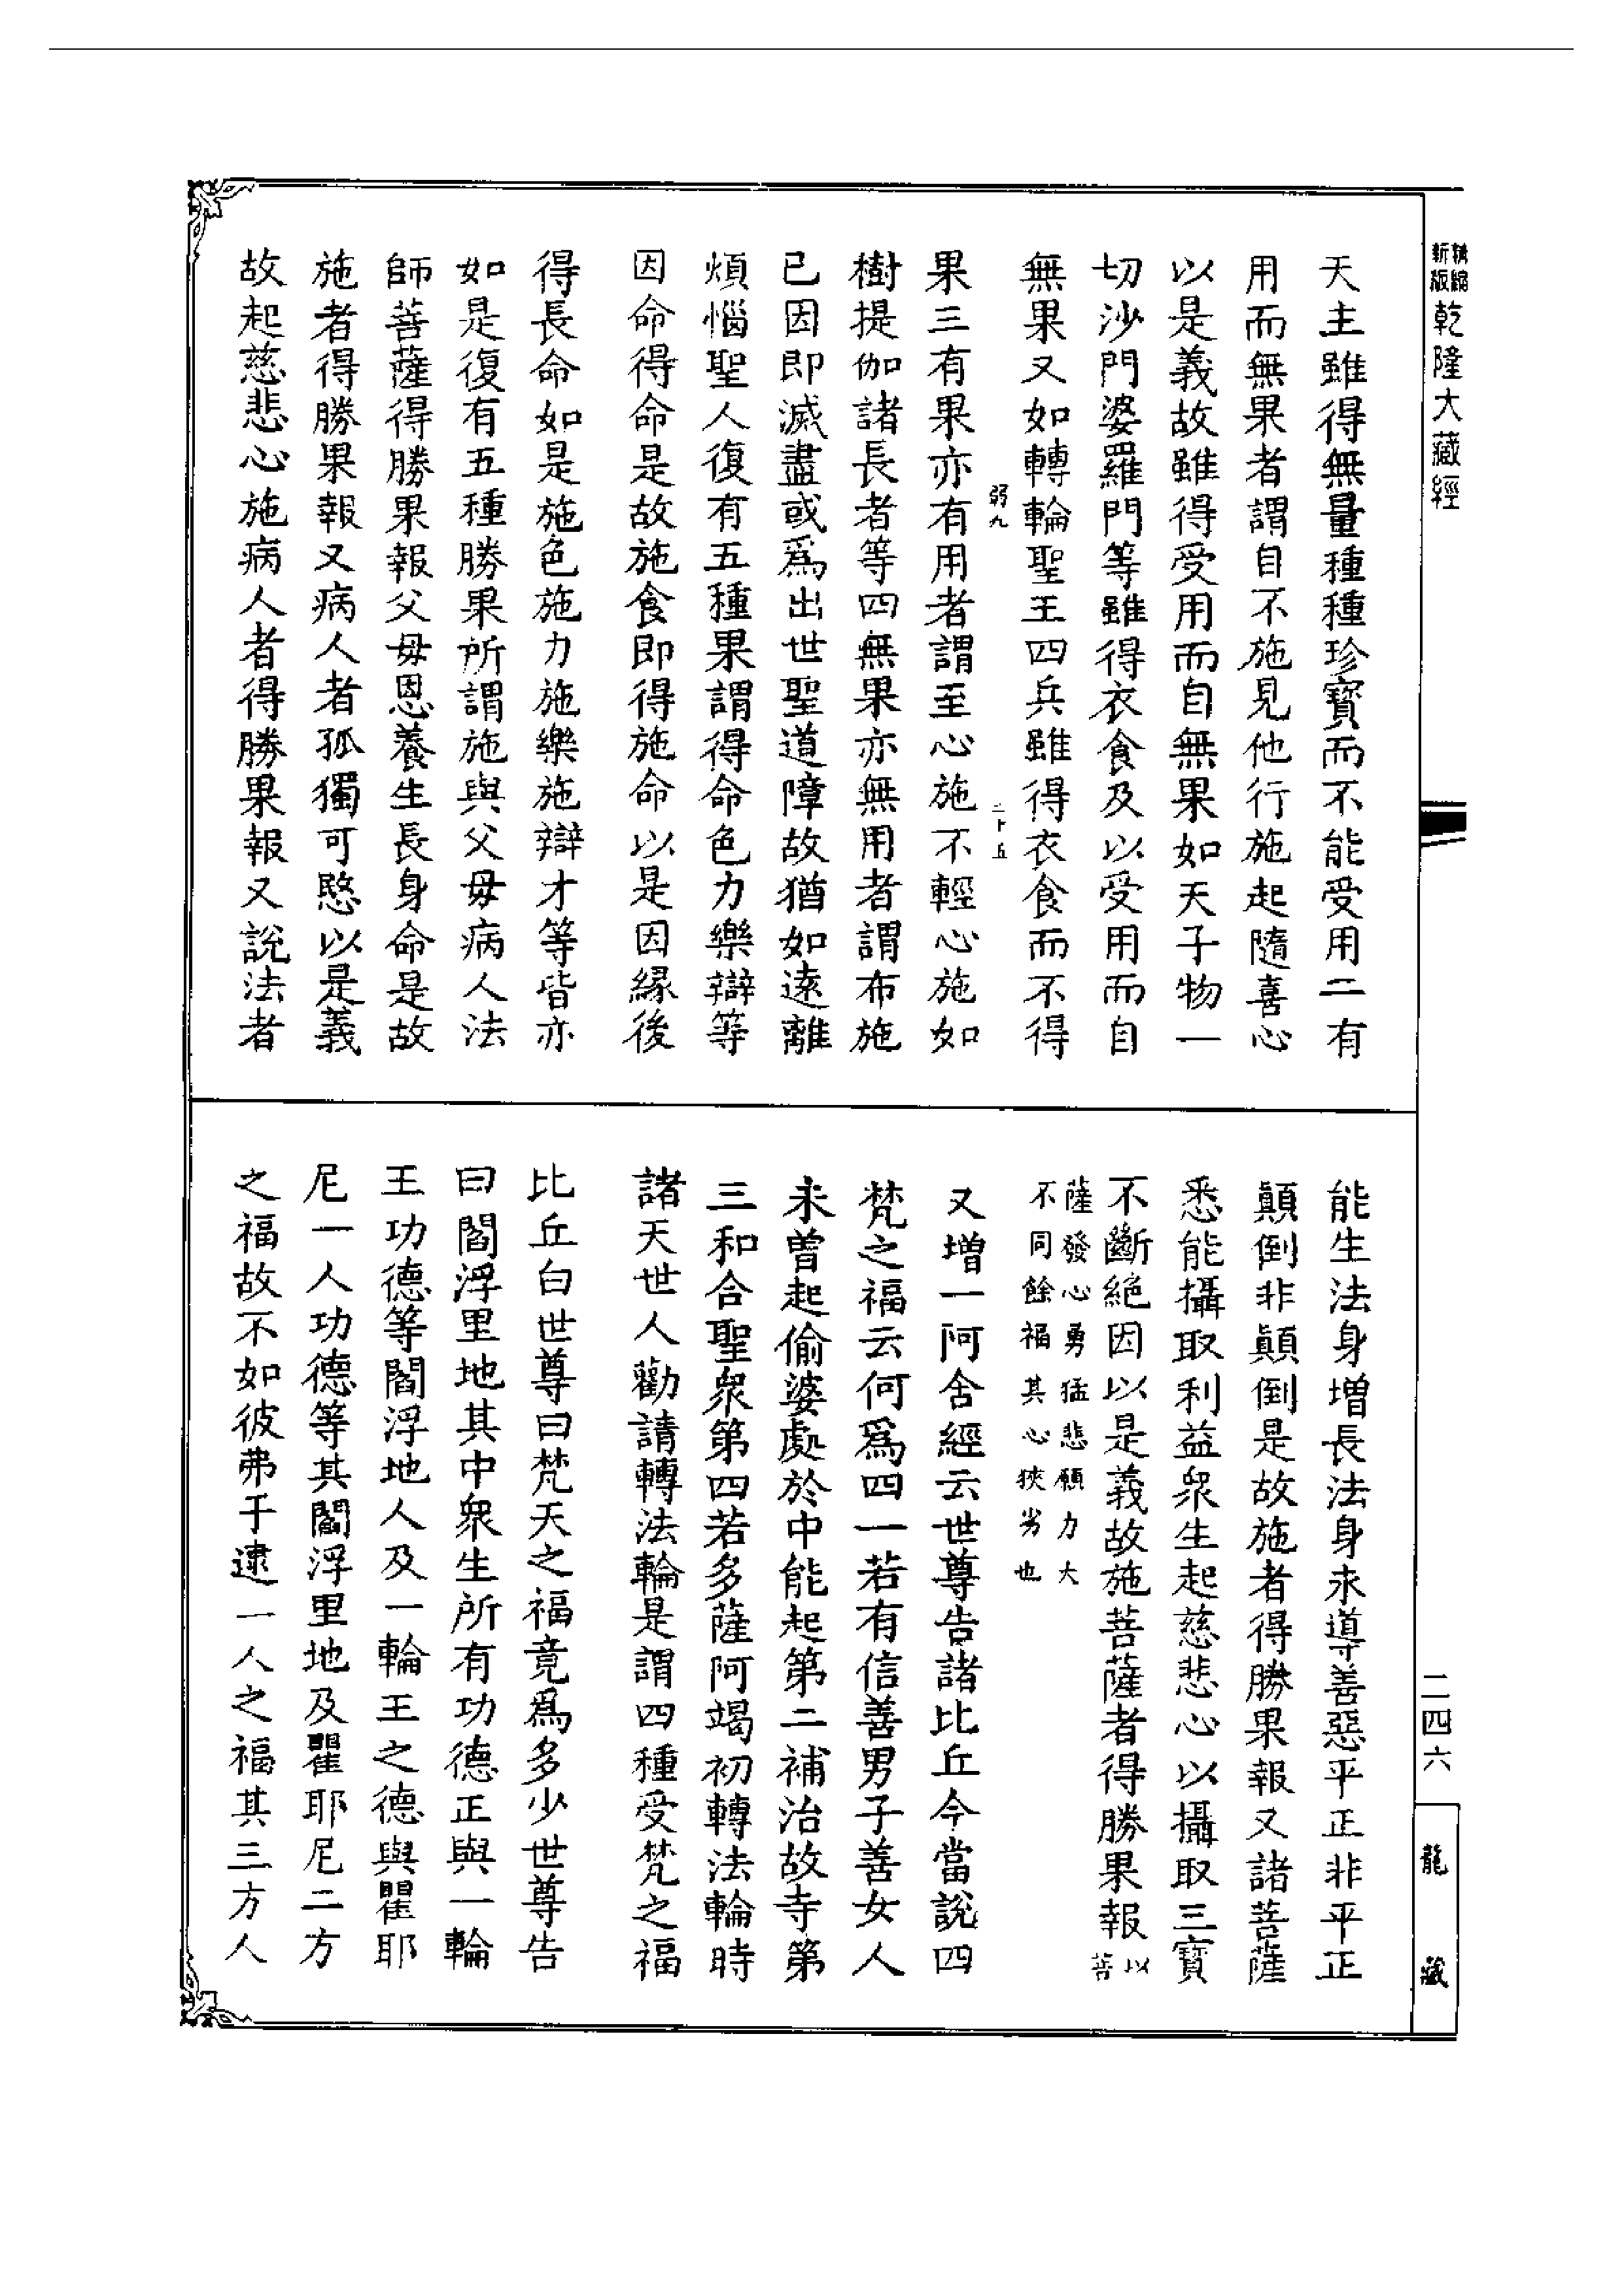 精縮新版乾隆大藏經
天主雖得無量種種珍寶而不能受用二有
用而無果者謂自不施見他行施起隨喜心
以是義故雖得受用而自無果如天子物一
切沙門婆羅門等雖得衣食及以受用而自
無果又如轉輪聖王四兵雖得衣食而不得
弱九
果三有果亦有用者謂至心施不輕心施如
樹提伽諸長者等四無果亦無用者謂布施
已因即滅盡或爲出世聖道障故猶如遠離
煩惱聖人復有五種果謂得命色力樂辯等
因命得命是故施食即得施命以是因緣後
得長命如是施色施力施樂施辯才等皆亦
如是復有五種勝果所謂施與父母病人法
師菩薩得勝果報父母恩養生長身命是故
施者得勝果報又病人者孤獨可愍以是義
故起慈悲心施病人者得勝果報又說法者
能生法身增長法身永導善惡平正非平正
顛倒非顛倒是故施者得勝果報又諸菩薩
悉能攝取利益衆生起慈悲心以攝取三寶
不斷絕因以是義故施菩薩者得勝果報以菩
薩發心勇猛悲願力大
不同餘福其心狹劣也
又增一阿含經云世尊告諸比丘今當說四
梵之福云何爲四一若有信善男子善女人
未曾起偷婆處於中能起第二補治故寺第
三和合聖衆第四若多薩阿竭初轉法輪時
諸天世人勸請轉法輪是謂四種受梵之福
比丘白世尊曰梵天之福竟爲多少世尊告
曰閻浮里地其中衆生所有功德正與一輪
王功德等閻浮地人及一輪王之德與瞿耶
尼一人功德等其閻浮里地及瞿耶尼二方
之福故不如彼弗于逮一人之福其三方人
二四六
龍藏